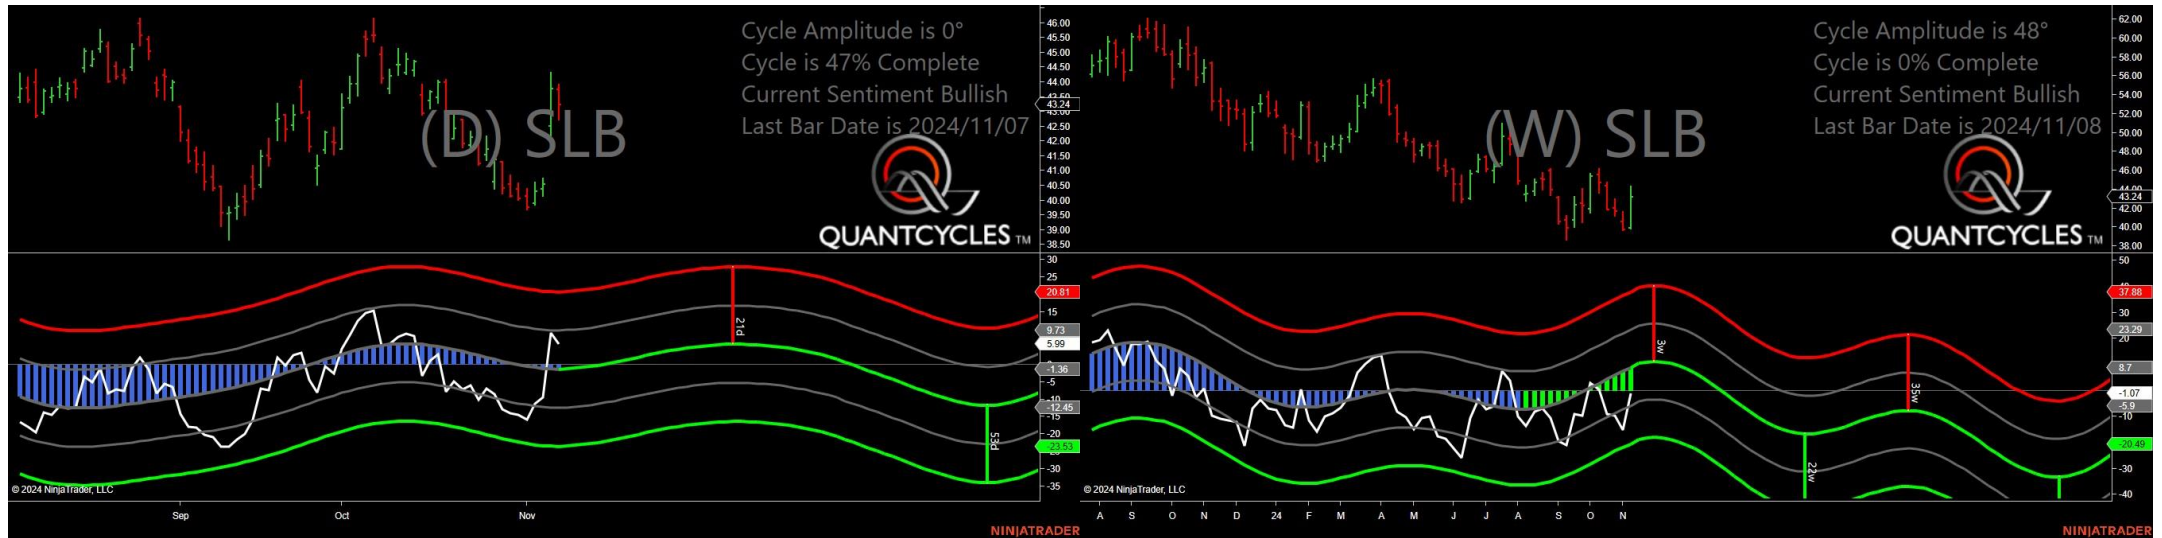 Cycle Amplitude is 0°
Cycle is 47% Complete
Current Sentiment Bullish
Last Bar Date is 2024/11/07
(D) SLB
QUANTCYCLES TM
46.00
45.50
45.00
44.50
44.00
43.24
43.00
42.50
42.00
41.50
41.00
40.50
40.00
39.50
39.00
38.50
30
25
20.81
15
9.73
5.99
-1.36
-5
-10
-12.45
-15
-20
-23.53
-30
-35
21d
53d
© 2024 NinjaTrader, LLC
Sep
Oct
Nov
NINJATRADER
Cycle Amplitude is 48°
Cycle is 0% Complete
Current Sentiment Bullish
Last Bar Date is 2024/11/08
(W) SLB
QUANTCYCLES TM
62.00
60.00
58.00
56.00
54.00
52.00
50.00
48.00
46.00
44.00
43.24
42.00
40.00
38.00
50
37.88
30
23.29
20
8.7
-1.07
-5.9
-10
-20.49
-30
-40
3w
35w
22w
© 2024 NinjaTrader, LLC
A S O N D 24 F M A M J J A S O N
NINJATRADER